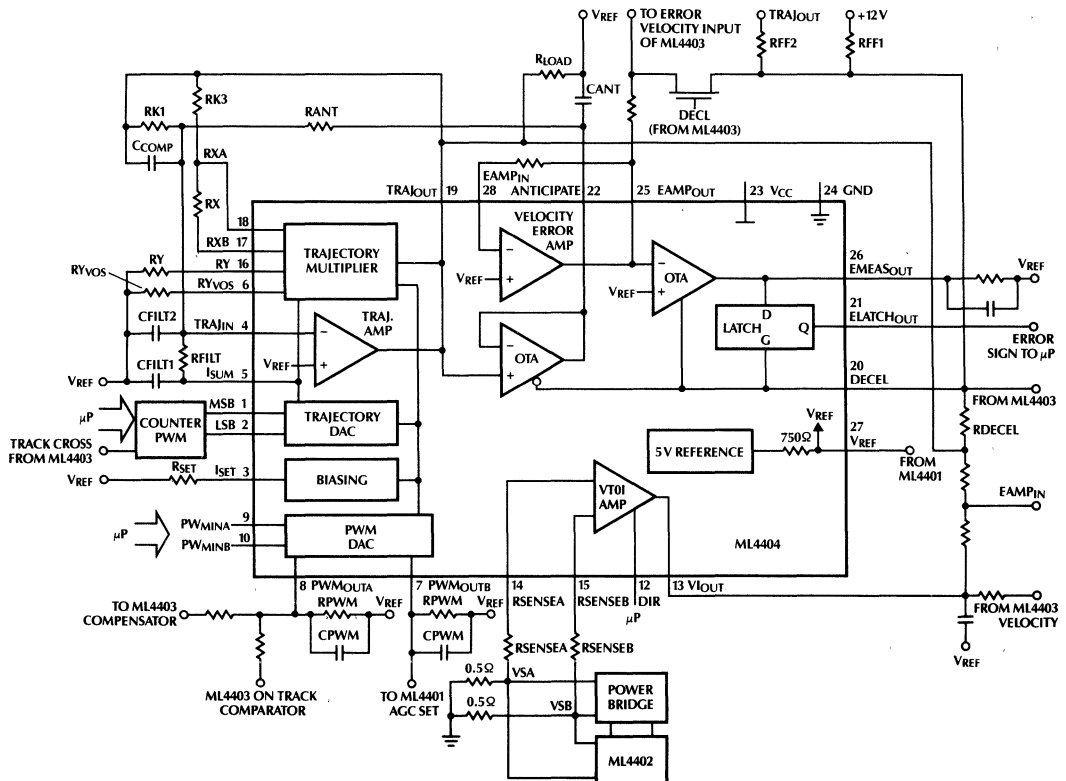 VREF
TO ERROR
VELOCITY INPUT
OF ML4403
TRAJOUT
+12V
RFF2
RFF1
RLOAD
CANT
DECL
(FROM ML4403)
RK3
RK1
RANT
CCOMP
RXA
RX
EAMPIN
TRAJOUT 19
28
ANTICIPATE 22
25 EAMPOUT
23 VCC
24 GND
18
RXB 17
RY
RY 16
RYVOS
RYVOS 6
TRAJECTORY
MULTIPLIER
VELOCITY
ERROR
AMP
−
VREF
+
−
OTA
VREF
+
26
EMEASOUT
VREF
21
ELATCHOUT
D
LATCH
G
Q
ERROR
SIGN TO µP
CFILT2
TRAJIN 4
−
TRAJ.
AMP
VREF
+
−
OTA
+
RFILT
CFILT1
VREF
ISUM 5
20
DECEL
FROM ML4403
µP
COUNTER
PWM
MSB 1
LSB 2
TRAJECTORY
DAC
RDECEL
TRACK CROSS
FROM ML4403
VREF
5V REFERENCE
750Ω
27
VREF
FROM
ML4401
VREF
RSET
ISET 3
BIASING
VTOI
AMP
EAMPIN
µP
PWMINA 9
PWMINB 10
PWM
DAC
ML4404
8 PWMOUTA
7 PWMOUTB
14
RSENSEA
15
RSENSEB
12
DIR
µP
13 VIOUT
TO ML4403
COMPENSATOR
RPWM
VREF
CPWM
RPWM
VREF
CPWM
RSENSEA
RSENSEB
FROM ML4403
VELOCITY
VREF
ML4403 ON TRACK
COMPARATOR
TO ML4401
AGC SET
0.5Ω
VSA
0.5Ω
VSB
POWER
BRIDGE
ML4402